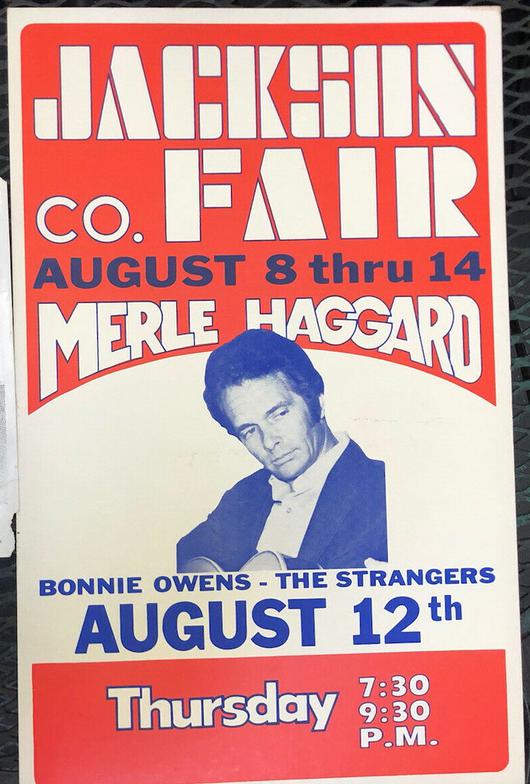 JACKSON
CO. FAIR
AUGUST 8 thru 14
MERLE HAGGARD
BONNIE OWENS - THE STRANGERS
AUGUST 12th
Thursday
7:30
9:30
P.M.